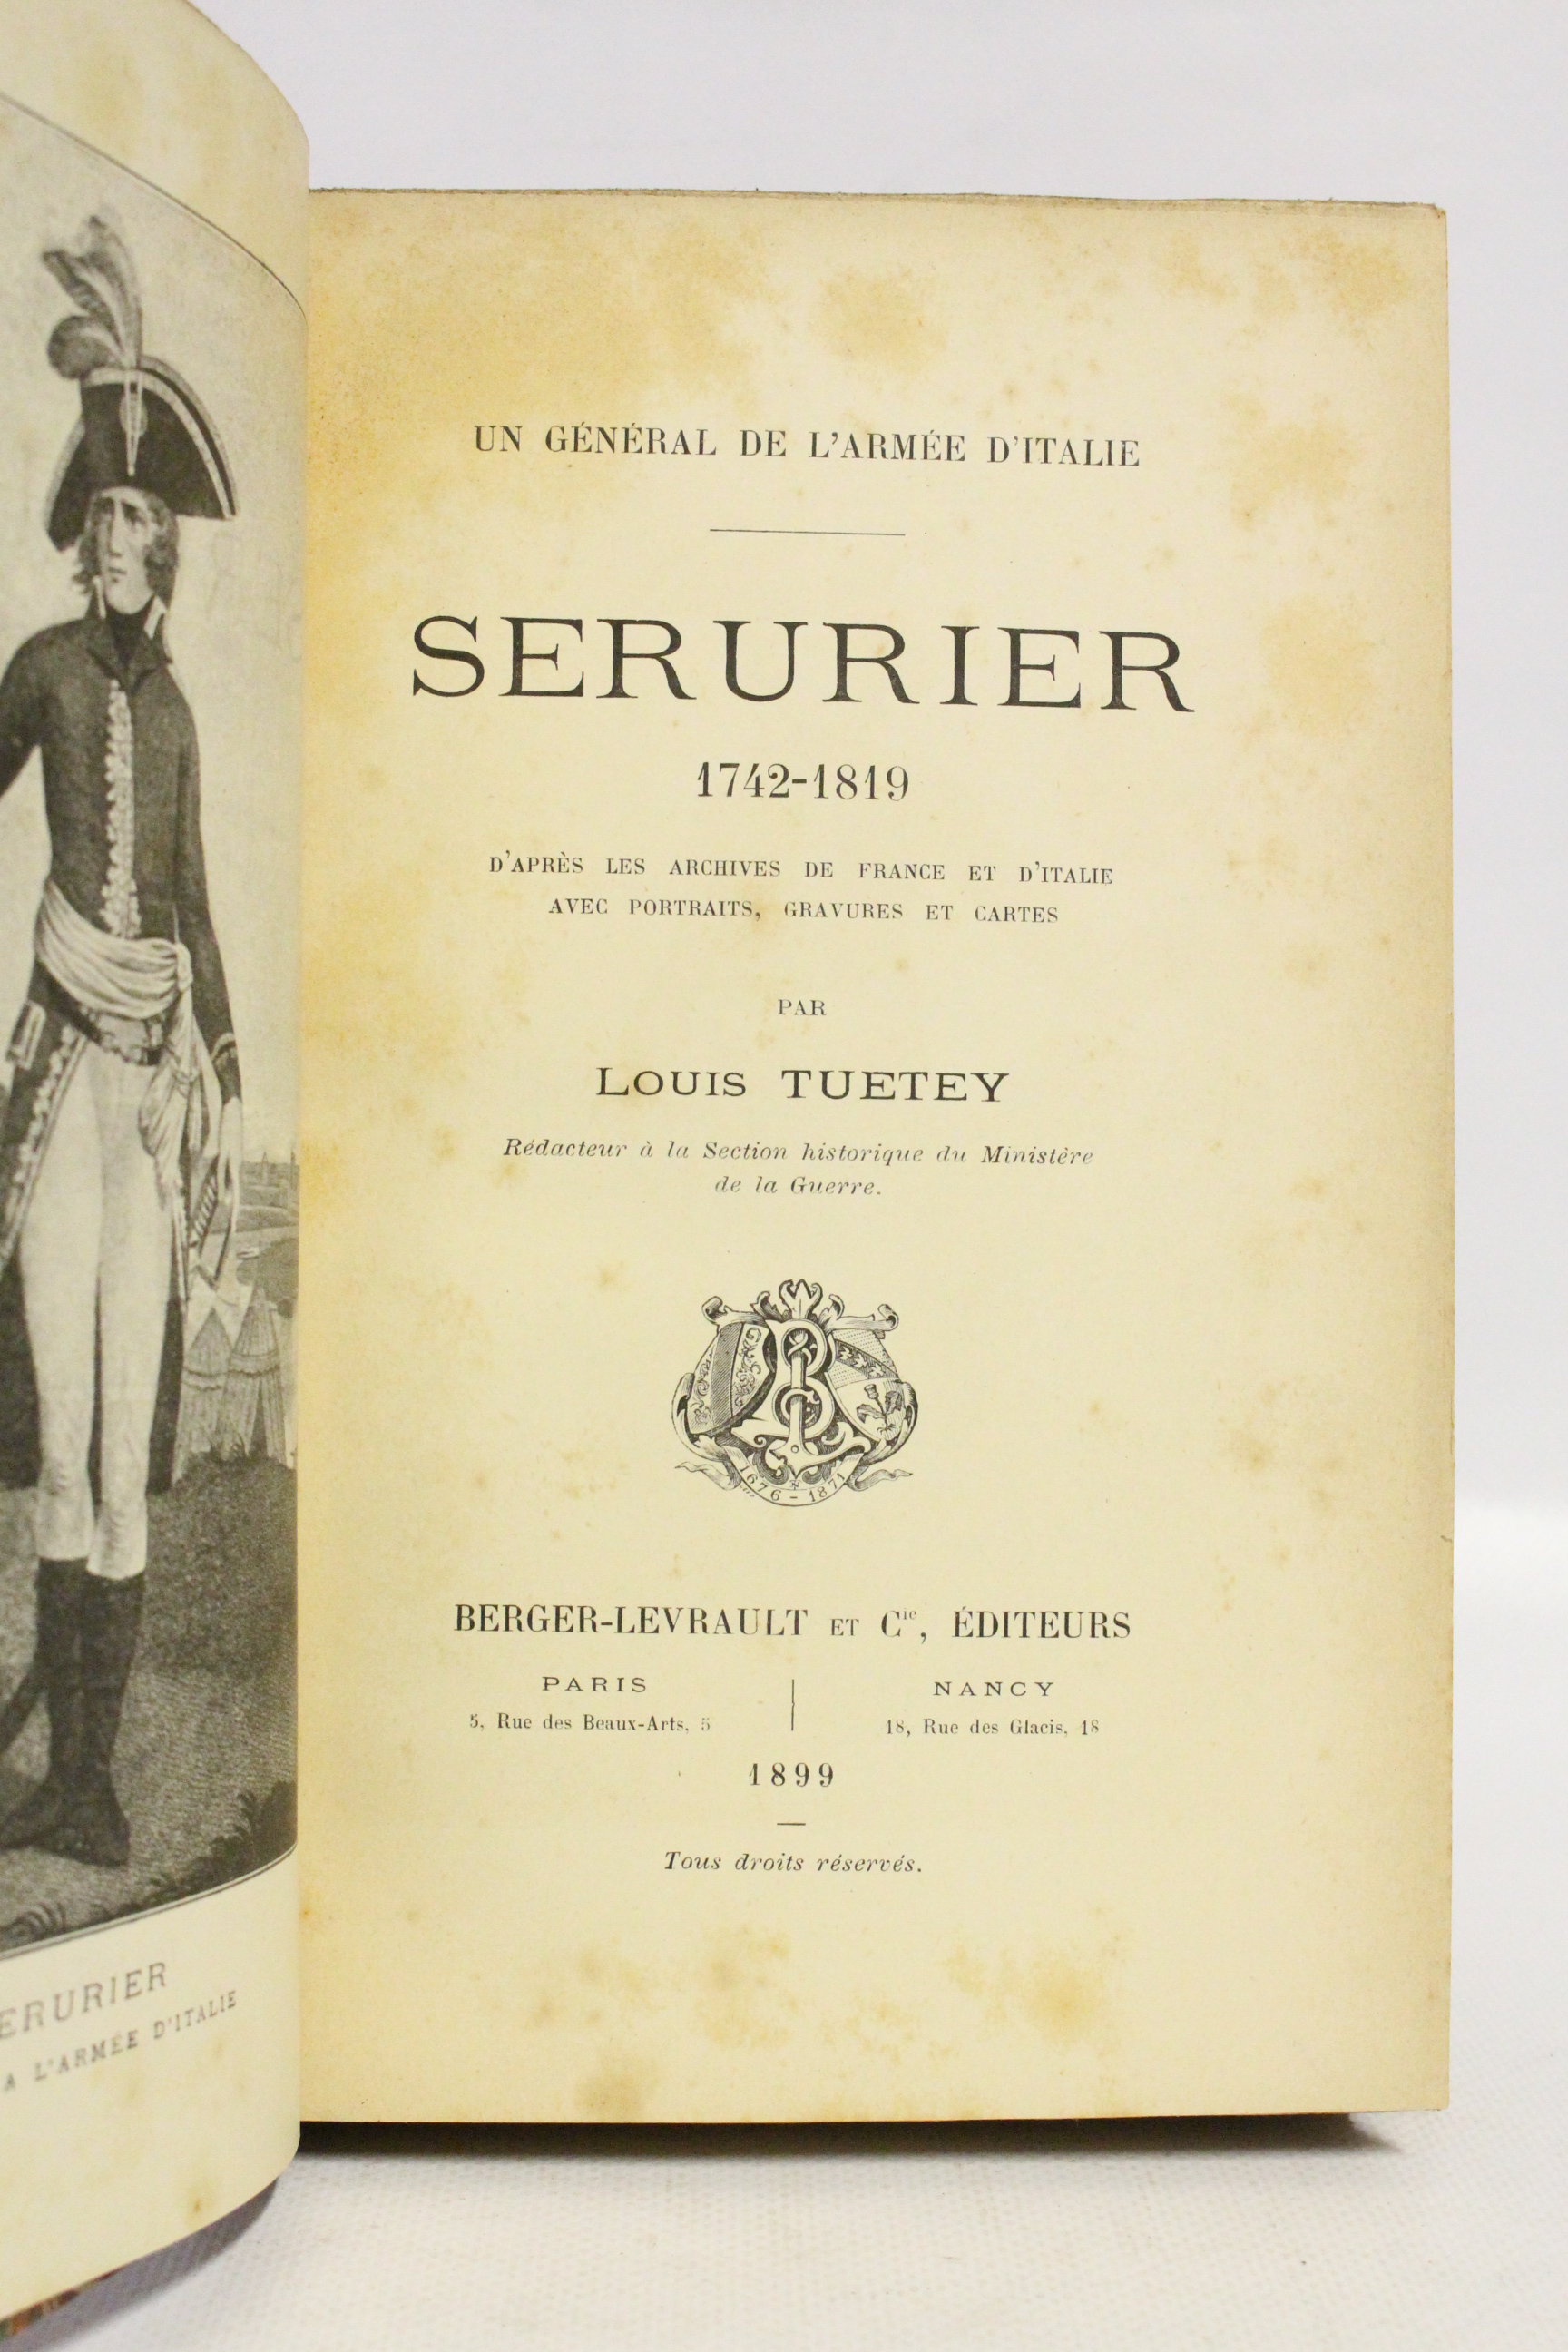 ERURIER
A L'ARMÉE D'ITALIE
UN GÉNÉRAL DE L'ARMÉE D'ITALIE
SERURIER
1742-1819
D'APRÈS LES ARCHIVES DE FRANCE ET D'ITALIE
AVEC PORTRAITS, GRAVURES ET CARTES
PAR
LOUIS TUETEY
Rédacteur à la Section historique du Ministère
de la Guerre.
1676 - 1871
BERGER-LEVRAULT ET Cie, ÉDITEURS
PARIS
5, Rue des Beaux-Arts, 5
NANCY
18, Rue des Glacis, 18
1899
Tous droits réservés.